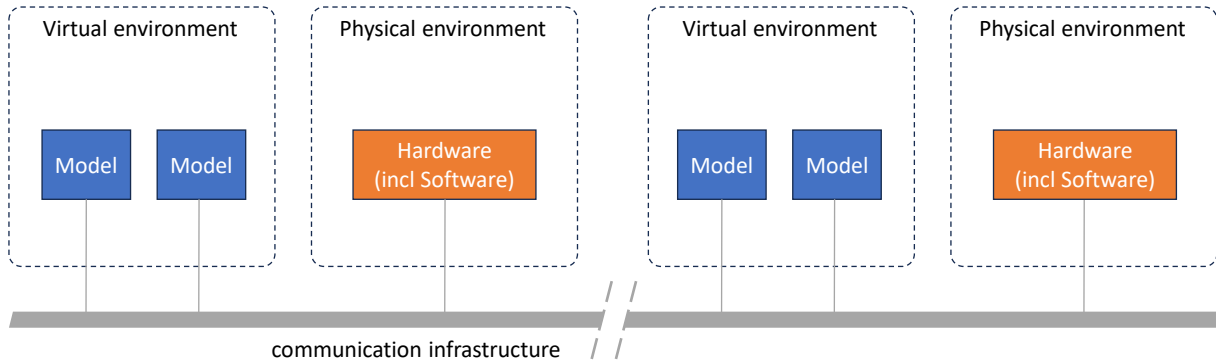 Virtual environment
Physical environment
Virtual environment
Physical environment
Model
Model
Hardware
(incl Software)
Model
Model
Hardware
(incl Software)
communication infrastructure